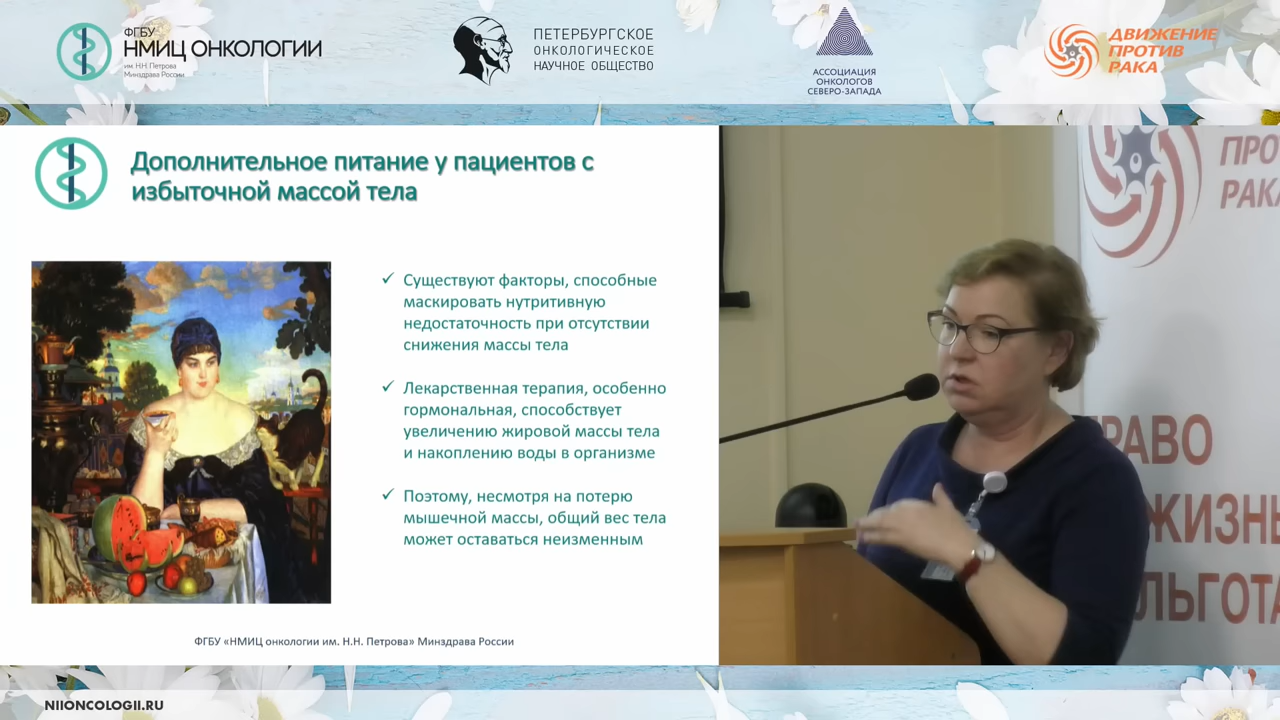 ФГБУ
НМИЦ ОНКОЛОГИИ
им. Н.Н. Петрова
Минздрава России
ПЕТЕРБУРГСКОЕ
ОНКОЛОГИЧЕСКОЕ
НАУЧНОЕ ОБЩЕСТВО
АССОЦИАЦИЯ
ОНКОЛОГОВ
СЕВЕРО-ЗАПАДА
ДВИЖЕНИЕ
ПРОТИВ
РАКА
Дополнительное питание у пациентов с
избыточной массой тела
✓ Существуют факторы, способные
маскировать нутритивную
недостаточность при отсутствии
снижения массы тела
✓ Лекарственная терапия, особенно
гормональная, способствует
увеличению жировой массы тела
и накоплению воды в организме
✓ Поэтому, несмотря на потерю
мышечной массы, общий вес тела
может оставаться неизменным
ФГБУ «НМИЦ онкологии им. Н.Н. Петрова» Минздрава России
ПРО
РАКА
РАВО
ЖИЗНЬ
ЛЬГОТА
NIIONCOLOGII.RU